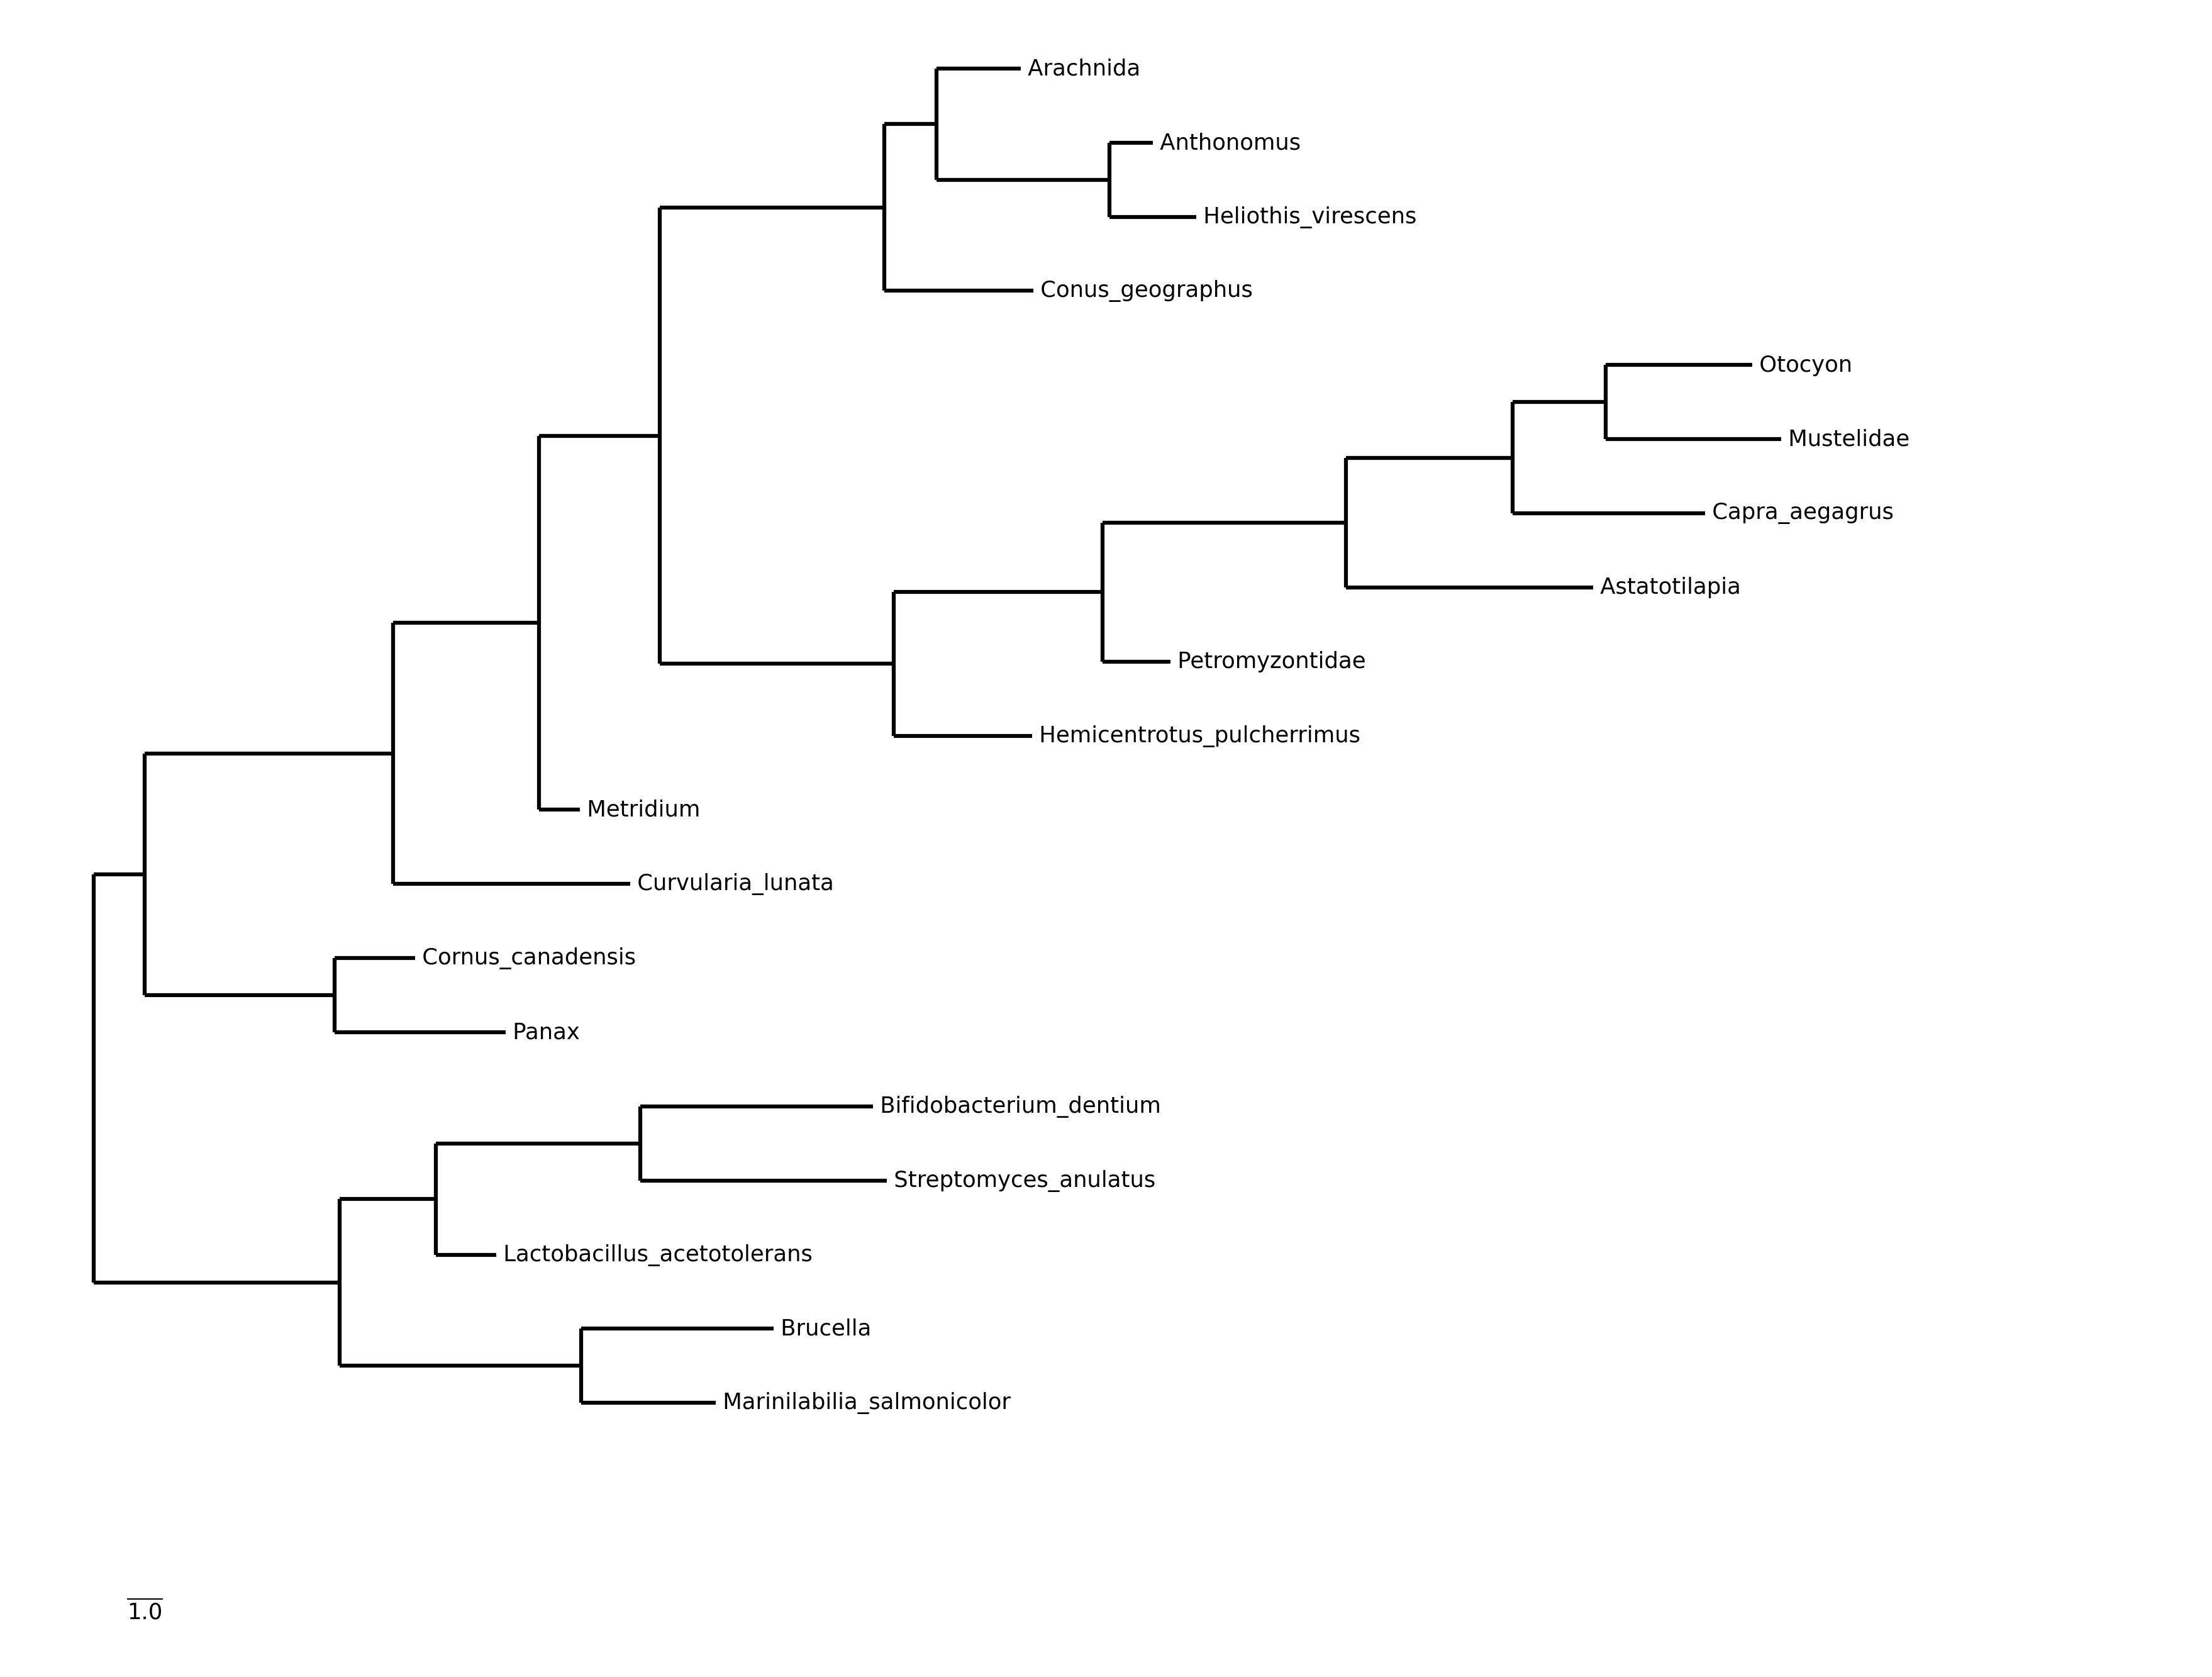 Arachnida
Anthonomus
Heliothis_virescens
Conus_geographus
Otocyon
Mustelidae
Capra_aegagrus
Astatotilapia
Petromyzontidae
Hemicentrotus_pulcherrimus
Metridium
Curvularia_lunata
Cornus_canadensis
Panax
Bifidobacterium_dentium
Streptomyces_anulatus
Lactobacillus_acetotolerans
Brucella
Marinilabilia_salmonicolor
1.0